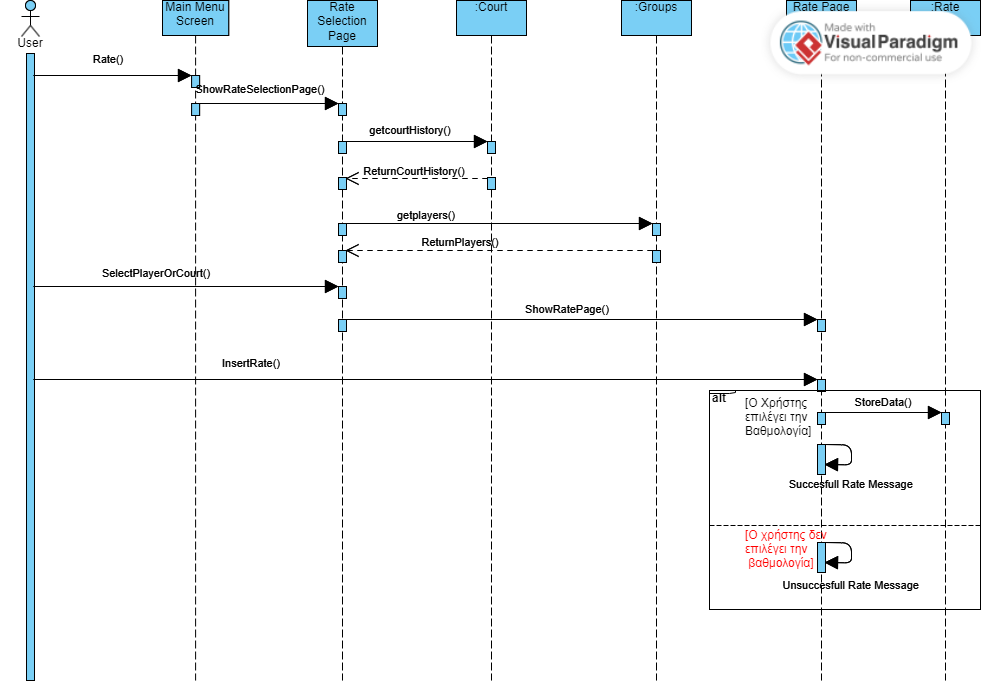 Main Menu
Screen
Rate
Selection
Page
:Court
:Groups
Rate Page
:Rate
Made with
Visual Paradigm
For non-commercial use
User
Rate()
ShowRateSelectionPage()
getcourtHistory()
ReturnCourtHistory()
getplayers()
ReturnPlayers()
SelectPlayerOrCourt()
ShowRatePage()
InsertRate()
alt
[Ο Χρήστης
επιλέγει την
Βαθμολογία]
StoreData()
Succesfull Rate Message
[Ο χρήστης δεν
επιλέγει την
βαθμολογία]
Unsuccesfull Rate Message